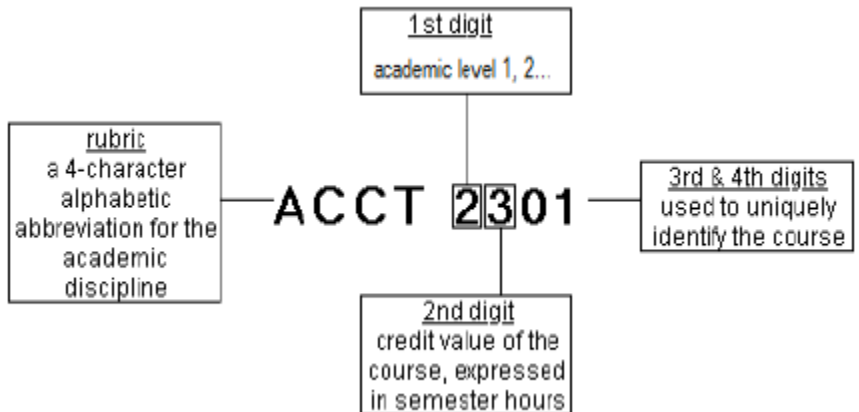 1st digit
academic level 1, 2...
rubric
a 4-character
alphabetic
abbreviation for the
academic
discipline
ACCT 2301
3rd & 4th digits
used to uniquely
identify the course
2nd digit
credit value of the
course, expressed
in semester hours